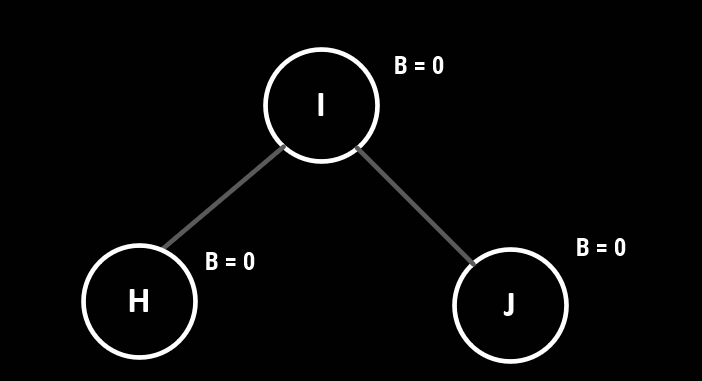 I
B = 0
H
B = 0
J
B = 0